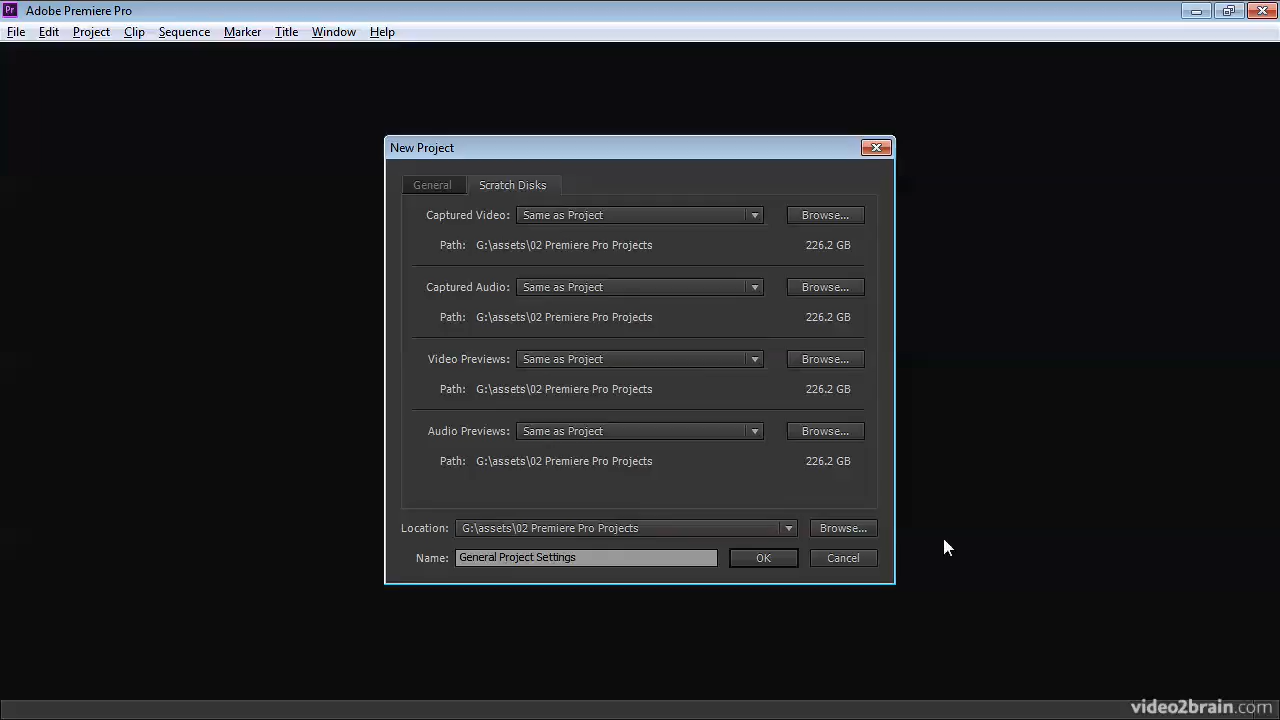 Pr Adobe Premiere Pro
File Edit Project Clip Sequence Marker Title Window Help
New Project
General Scratch Disks
Captured Video: Same as Project Browse...
Path: G:\assets\02 Premiere Pro Projects 226.2 GB
Captured Audio: Same as Project Browse...
Path: G:\assets\02 Premiere Pro Projects 226.2 GB
Video Previews: Same as Project Browse...
Path: G:\assets\02 Premiere Pro Projects 226.2 GB
Audio Previews: Same as Project Browse...
Path: G:\assets\02 Premiere Pro Projects 226.2 GB
Location: G:\assets\02 Premiere Pro Projects Browse...
Name: General Project Settings OK Cancel
video2brain.com